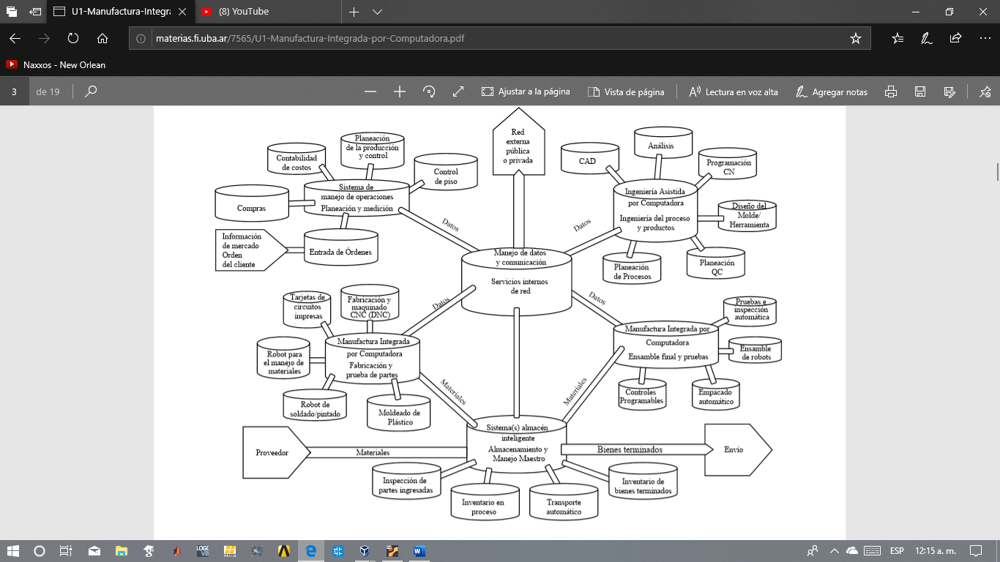 U1-Manufactura-Integra
(8) YouTube
materias.fi.uba.ar/7565/U1-Manufactura-Integrada-por-Computadora.pdf
Naxxos - New Orlean
3
de 19
Ajustar a la página
Vista de página
Lectura en voz alta
Agregar notas
Contabilidad
de costos
Planeación
de la producción
y control
Control
de piso
Compras
Sistema de
manejo de operaciones
Planeación y medición
Información
de mercado
Orden
del cliente
Entrada de Órdenes
Datos
Red
externa
pública
o privada
CAD
Análisis
Programación
CN
Ingeniería Asistida
por Computadora
Ingeniería del proceso
y productos
Diseño del
Molde/
Herramienta
Planeación
de Procesos
Planeación
QC
Datos
Manejo de datos
y comunicación
Servicios internos
de red
Datos
Datos
Tarjetas de
circuitos
impresas
Fabricación y
maquinado
CNC (DNC)
Robot para
el manejo de
materiales
Manufactura Integrada
por Computadora
Fabricación y
prueba de partes
Robot de
soldado/pintado
Moldeado de
Plástico
Materiales
Pruebas e
inspección
automática
Manufactura Integrada por
Computadora
Ensamble final y pruebas
Ensamble
de robots
Controles
Programables
Empacado
automático
Materiales
Proveedor
Materiales
Sistema(s) almacén
inteligente
Almacenamiento y
Manejo Maestro
Bienes terminados
Envío
Inspección de
partes ingresadas
Inventario en
proceso
Transporte
automático
Inventario de
bienes terminados
LOGO
V8
ESP
12:15 a. m.